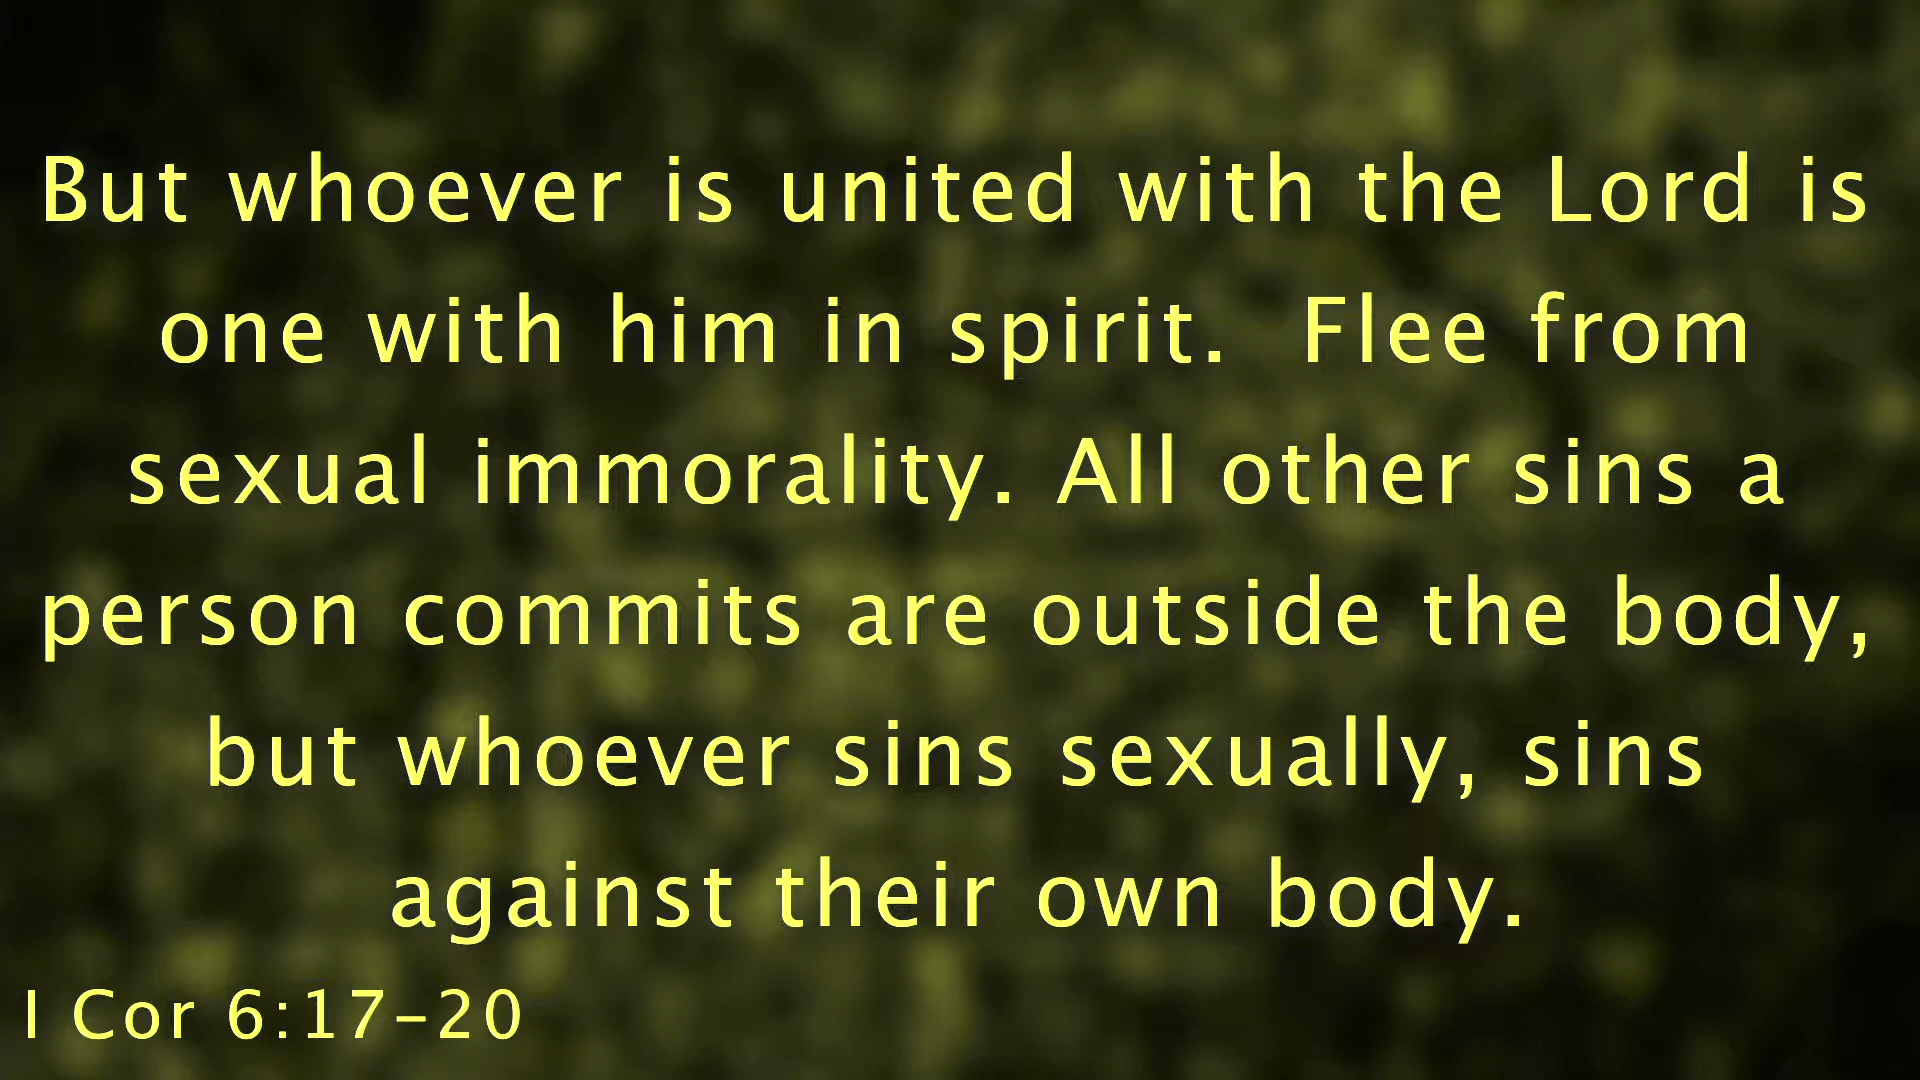 But whoever is united with the Lord is
one with him in spirit.  Flee from
sexual immorality. All other sins a
person commits are outside the body,
but whoever sins sexually, sins
against their own body.
I Cor 6:17-20